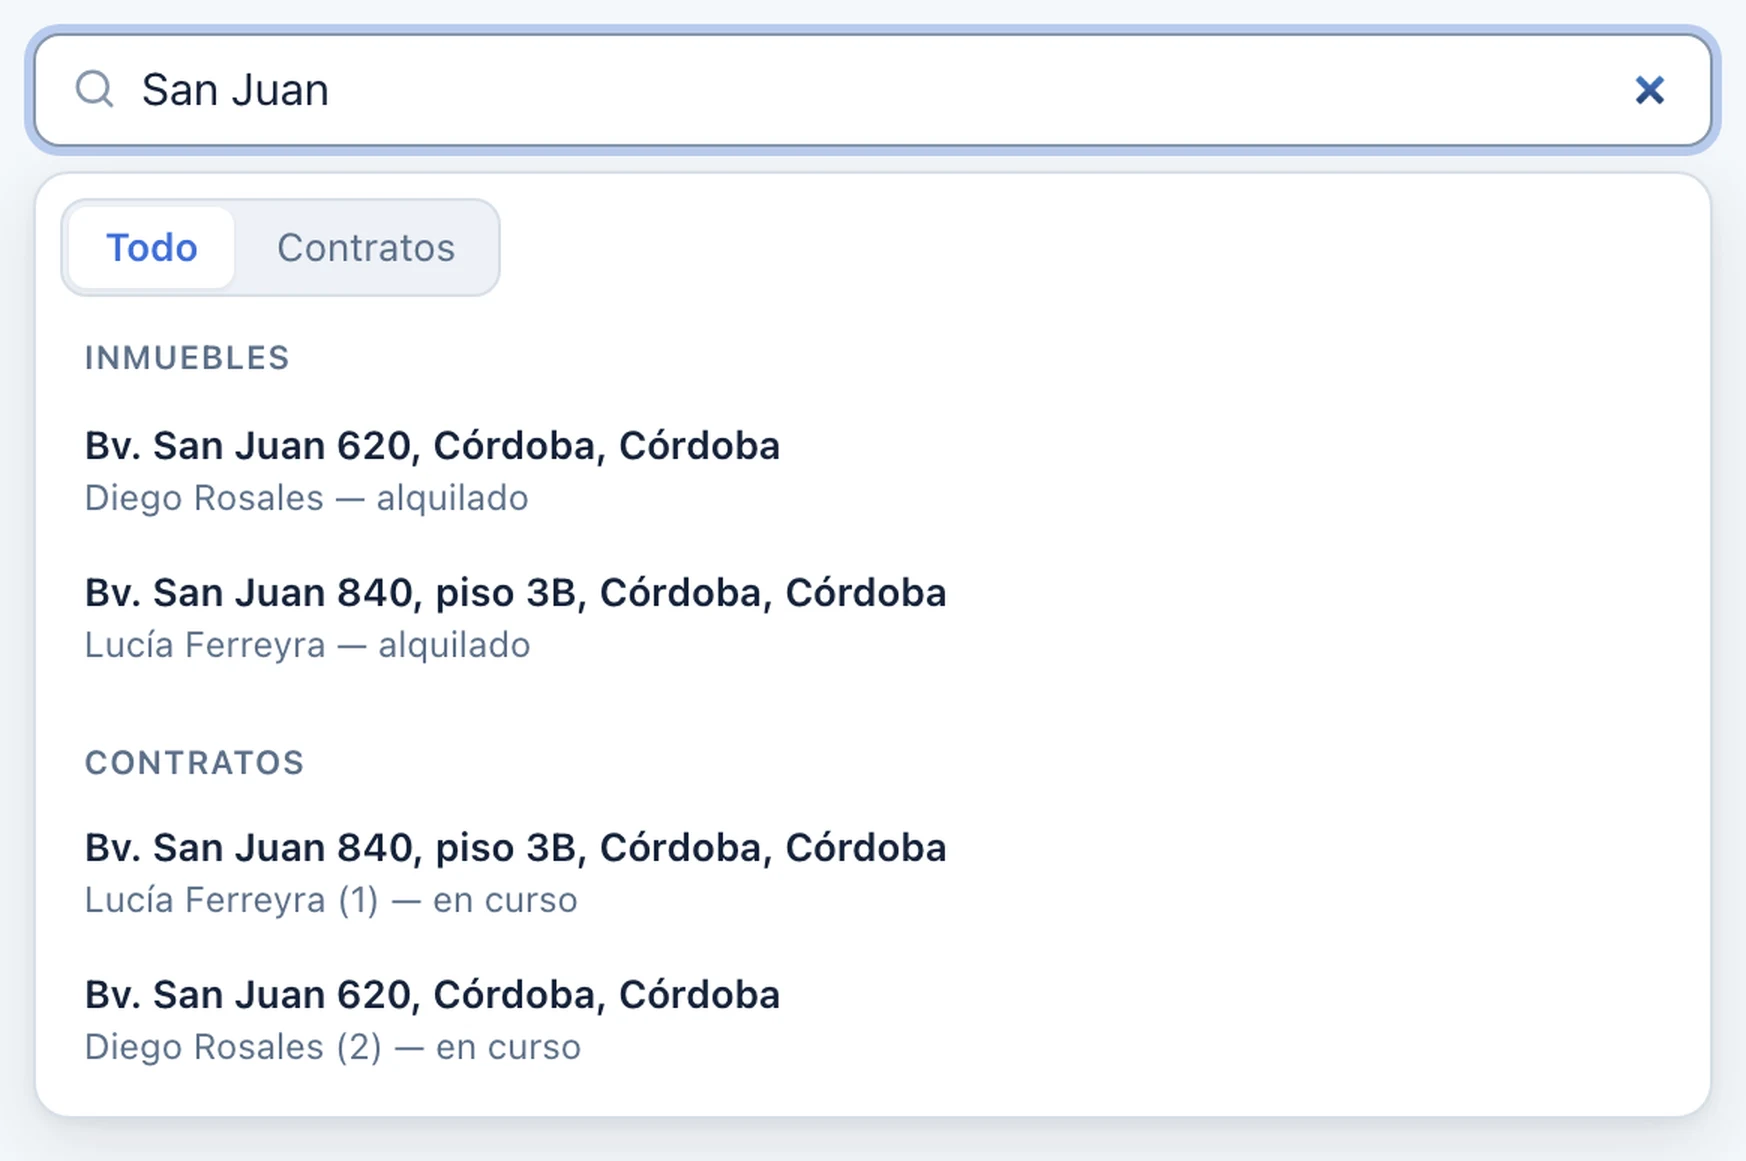 San Juan
Todo Contratos
INMUEBLES
Bv. San Juan 620, Córdoba, Córdoba
Diego Rosales — alquilado
Bv. San Juan 840, piso 3B, Córdoba, Córdoba
Lucía Ferreyra — alquilado
CONTRATOS
Bv. San Juan 840, piso 3B, Córdoba, Córdoba
Lucía Ferreyra (1) — en curso
Bv. San Juan 620, Córdoba, Córdoba
Diego Rosales (2) — en curso